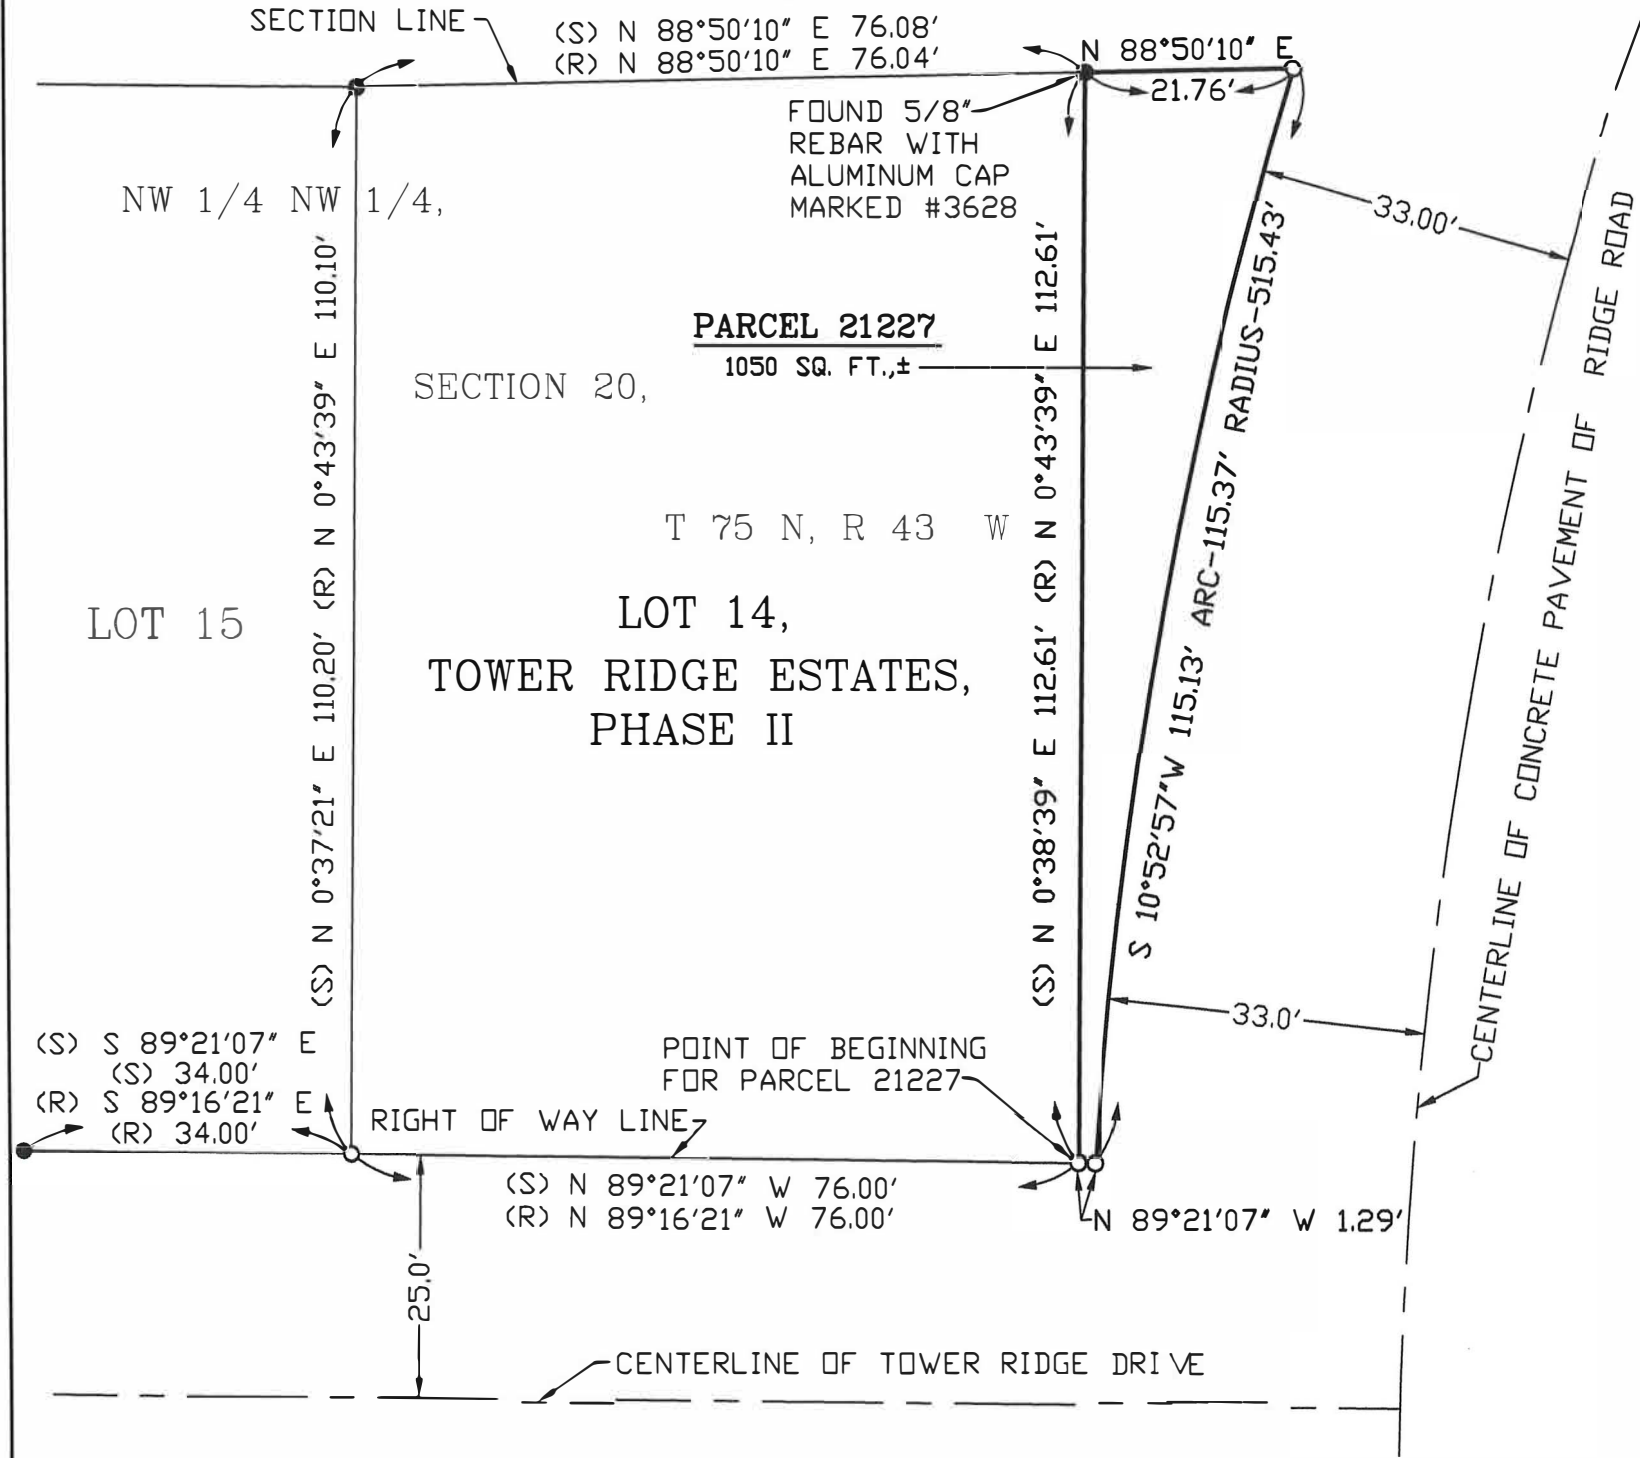 SECTION LINE
(S) N 88°50'10" E 76.08'
(R) N 88°50'10" E 76.04'
N 88°50'10" E
21.76'
FOUND 5/8"
REBAR WITH
ALUMINUM CAP
MARKED #3628
NW 1/4 NW 1/4,
33.00'
PARCEL 21227
1050 SQ. FT.,±
SECTION 20,
T 75 N, R 43 W
LOT 15
LOT 14,
TOWER RIDGE ESTATES,
PHASE II
(S) N 0°37'21" E 110.20' (R) N 0°43'39" E 110.10'
(S) N 0°38'39" E 112.61' (R) N 0°43'39" E 112.61'
S 10°52'57"W 115.13' ARC-115.37' RADIUS-515.43'
CENTERLINE OF CONCRETE PAVEMENT OF RIDGE ROAD
33.0'
(S) S 89°21'07" E
(S) 34.00'
(R) S 89°16'21" E
(R) 34.00'
POINT OF BEGINNING
FOR PARCEL 21227
RIGHT OF WAY LINE
(S) N 89°21'07" W 76.00'
(R) N 89°16'21" W 76.00'
N 89°21'07" W 1.29'
25.0'
CENTERLINE OF TOWER RIDGE DRIVE